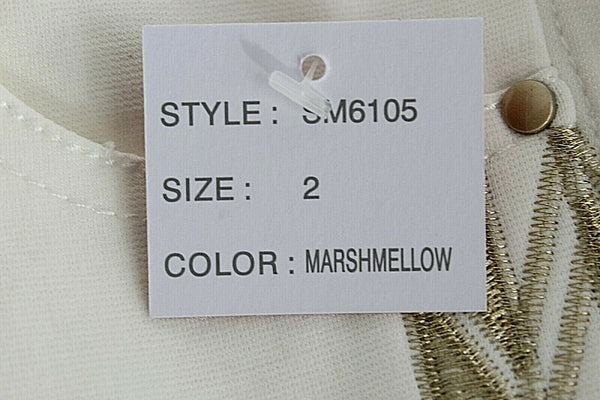 STYLE : SM6105
SIZE : 2
COLOR : MARSHMELLOW